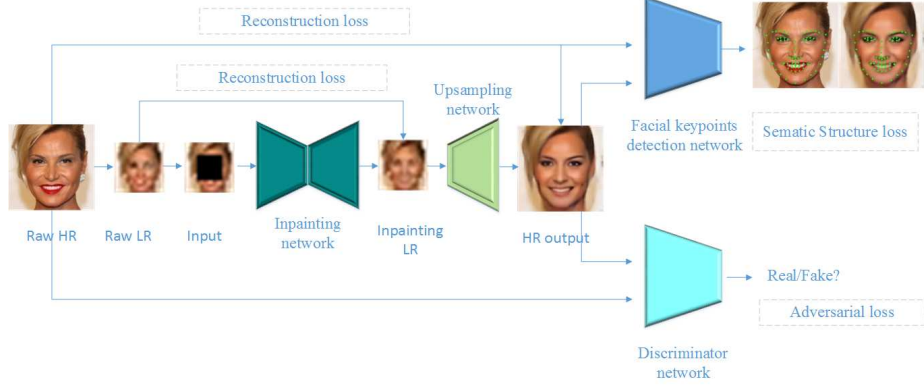 Reconstruction loss
Reconstruction loss
Upsampling
network
Facial keypoints
detection network
Sematic Structure loss
Raw HR
Raw LR
Input
Inpainting
network
Inpainting
LR
HR output
Real/Fake?
Adversarial loss
Discriminator
network